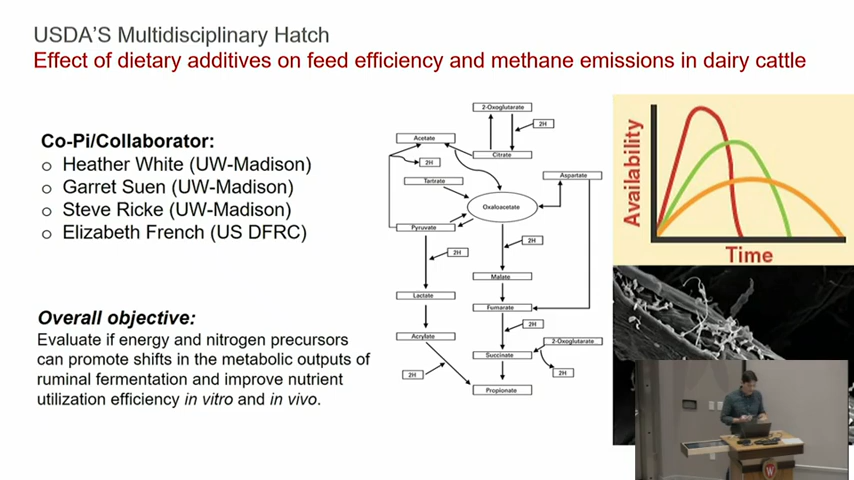 USDA'S Multidisciplinary Hatch
Effect of dietary additives on feed efficiency and methane emissions in dairy cattle
Co-Pi/Collaborator:
o Heather White (UW-Madison)
o Garret Suen (UW-Madison)
o Steve Ricke (UW-Madison)
o Elizabeth French (US DFRC)
Overall objective:
Evaluate if energy and nitrogen precursors
can promote shifts in the metabolic outputs of
ruminal fermentation and improve nutrient
utilization efficiency in vitro and in vivo.
2-Oxoglutarate
2H
Acetate
Citrate
2H
Aspartate
Tartrate
Oxaloacetate
Pyruvate
2H
2H
Malate
Lactate
Fumarate
2H
Acrylate
2-Oxoglutarate
Succinate
2H
2H
Propionate
Availability
Time
W